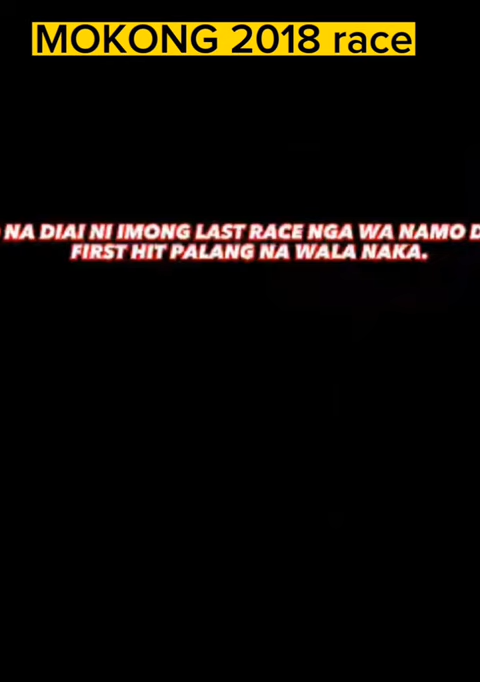 MOKONG 2018 race
NA DIAI NI IMONG LAST RACE NGA WA NAMO
FIRST HIT PALANG NA WALA NAKA.